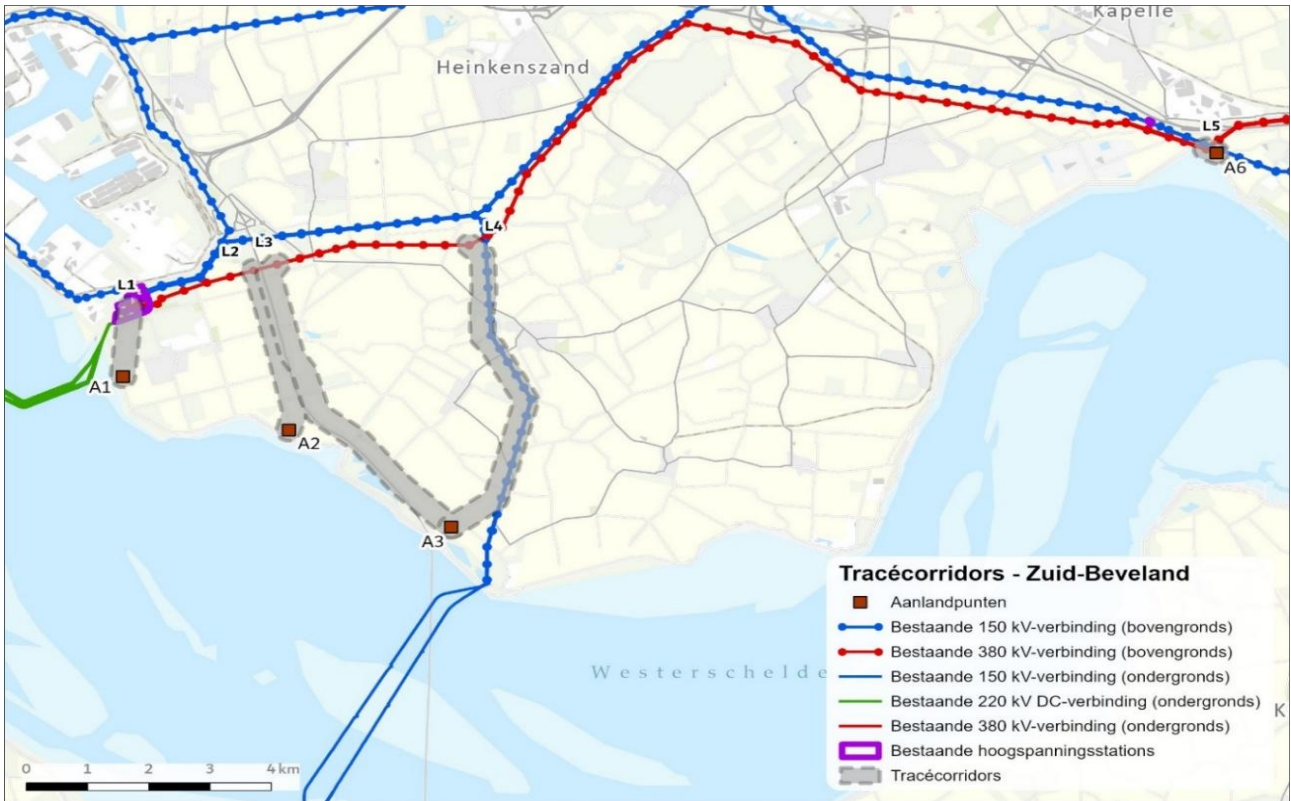 Kapelle
Heinkenszand
L5
A6
L4
L3
L2
L1
A1
A2
A3
Westerschelde
K
Tracécorridors - Zuid-Beveland
Aanlandpunten
Bestaande 150 kV-verbinding (bovengronds)
Bestaande 380 kV-verbinding (bovengronds)
Bestaande 150 kV-verbinding (ondergronds)
Bestaande 220 kV DC-verbinding (ondergronds)
Bestaande 380 kV-verbinding (ondergronds)
Bestaande hoogspanningsstations
Tracécorridors
0 1 2 3 4 km